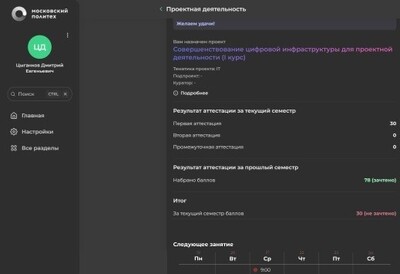 МОСКОВСКИЙ
ПОЛИТЕХ
Проектная деятельность
Желаем удачи!
ЦД
Цыганков Дмитрий
Евгеньевич
Вам назначен проект
Совершенствование цифровой инфраструктуры для проектной
деятельности (I курс)
Тематика проекта: IT
Подпроект: -
Куратор: -
Подробнее
Поиск CTRL K
Главная
Настройки
Все разделы
Результат аттестации за текущий семестр
Первая аттестация 30
Вторая аттестация 0
Промежуточная аттестация 0
Результат аттестации за прошлый семестр
Набрано баллов 78 (зачтено)
Итог
За текущий семестр баллов 30 (не зачтено)
Следующее занятие
Пн Вт Ср Чт Пт Сб